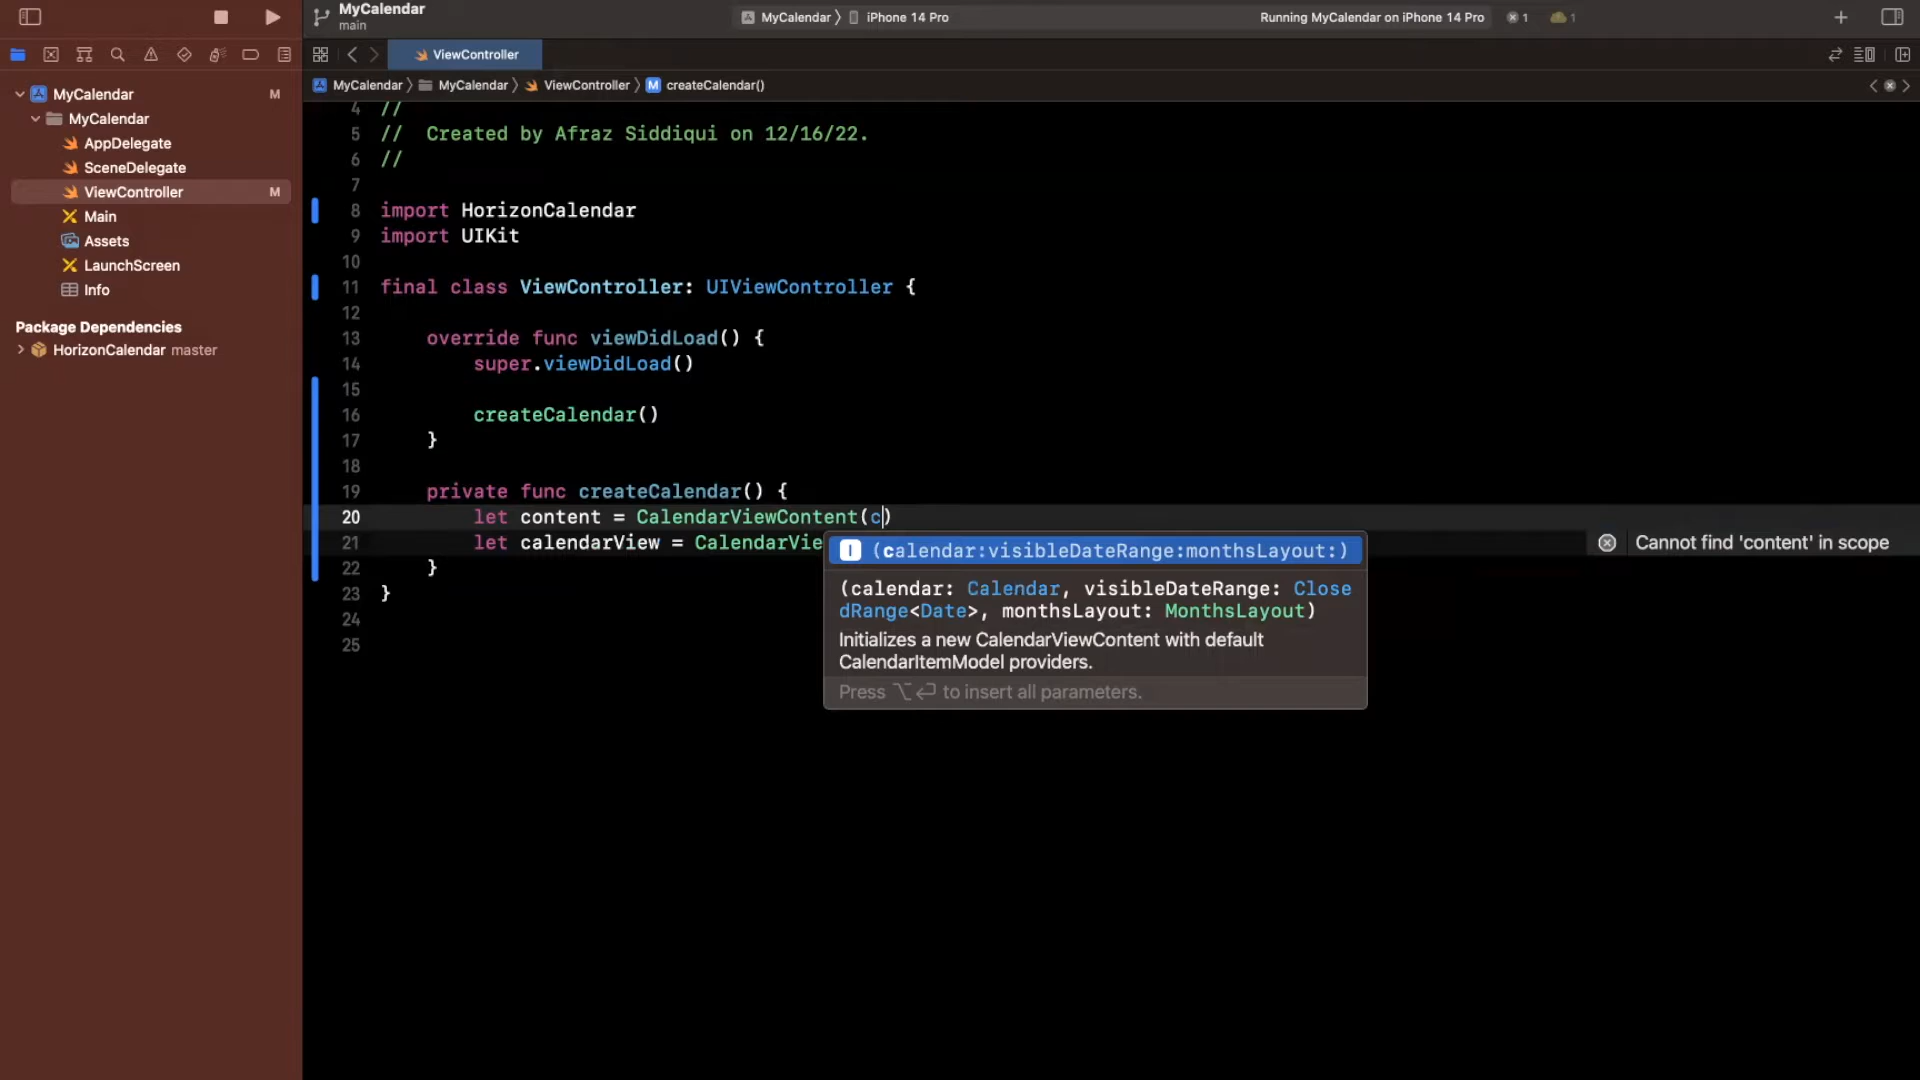 MyCalendar
main
MyCalendar
iPhone 14 Pro
Running MyCalendar on iPhone 14 Pro
1
1
ViewController
MyCalendar
MyCalendar
ViewController
M
createCalendar()
MyCalendar
M
MyCalendar
AppDelegate
SceneDelegate
ViewController
M
Main
Assets
LaunchScreen
Info
Package Dependencies
HorizonCalendar master
4 //
5 //  Created by Afraz Siddiqui on 12/16/22.
6 //
7
8 import HorizonCalendar
9 import UIKit
10
11 final class ViewController: UIViewController {
12
13     override func viewDidLoad() {
14         super.viewDidLoad()
15
16         createCalendar()
17     }
18
19     private func createCalendar() {
20         let content = CalendarViewContent(c)
21         let calendarView = CalendarVie
Cannot find 'content' in scope
22     }
23 }
24
25
I (calendar:visibleDateRange:monthsLayout:)
(calendar: Calendar, visibleDateRange: Close
dRange<Date>, monthsLayout: MonthsLayout)
Initializes a new CalendarViewContent with default
CalendarItemModel providers.
Press ⌥↩ to insert all parameters.